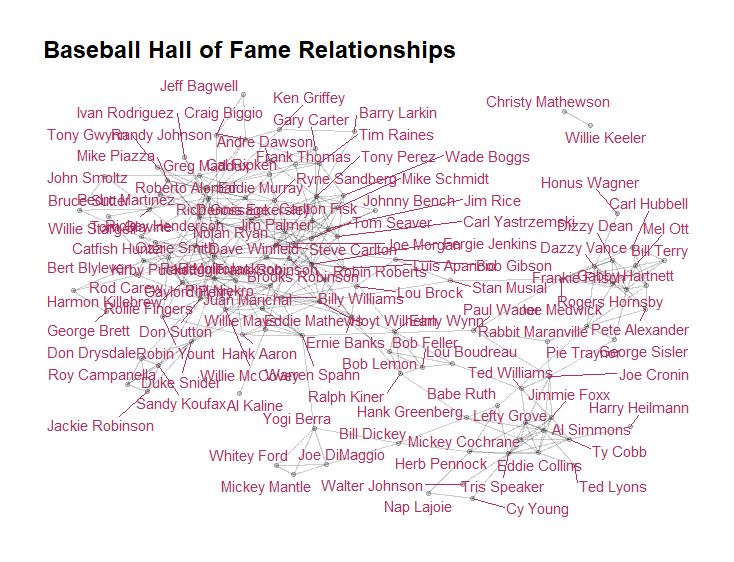 Baseball Hall of Fame Relationships
Jeff Bagwell
Ken Griffey
Christy Mathewson
Ivan Rodriguez
Craig Biggio
Gary Carter
Barry Larkin
Tony Gwynn
Randy Johnson
Andre Dawson
Tim Raines
Willie Keeler
Mike Piazza
Greg Maddux
Cal Ripken
Frank Thomas
Tony Perez
Wade Boggs
John Smoltz
Roberto Alomar
Eddie Murray
Ryne Sandberg
Mike Schmidt
Honus Wagner
Bruce Sutter
Pedro Martinez
Johnny Bench
Jim Rice
Carl Hubbell
Carlton Fisk
Willie Stargell
Rickey Henderson
Nolan Ryan
Jim Palmer
Tom Seaver
Carl Yastrzemski
Dizzy Dean
Mel Ott
Catfish Hunter
Ozzie Smith
Dave Winfield
Steve Carlton
Joe Morgan
Fergie Jenkins
Dazzy Vance
Bill Terry
Bert Blyleven
Kirby Puckett
Brooks Robinson
Robin Roberts
Luis Aparicio
Bob Gibson
Frankie Frisch
Gabby Hartnett
Rod Carew
Gaylord Perry
Lou Brock
Stan Musial
Harmon Killebrew
Rollie Fingers
Juan Marichal
Billy Williams
Paul Waner
Joe Medwick
Rogers Hornsby
George Brett
Don Sutton
Willie Mays
Eddie Mathews
Hoyt Wilhelm
Early Wynn
Rabbit Maranville
Pete Alexander
Don Drysdale
Robin Yount
Hank Aaron
Ernie Banks
Bob Feller
Lou Boudreau
Pie Traynor
George Sisler
Roy Campanella
Duke Snider
Willie McCovey
Warren Spahn
Bob Lemon
Ted Williams
Joe Cronin
Sandy Koufax
Al Kaline
Ralph Kiner
Babe Ruth
Jimmie Foxx
Jackie Robinson
Yogi Berra
Hank Greenberg
Lefty Grove
Harry Heilmann
Bill Dickey
Mickey Cochrane
Al Simmons
Whitey Ford
Joe DiMaggio
Herb Pennock
Eddie Collins
Ty Cobb
Mickey Mantle
Walter Johnson
Tris Speaker
Ted Lyons
Nap Lajoie
Cy Young